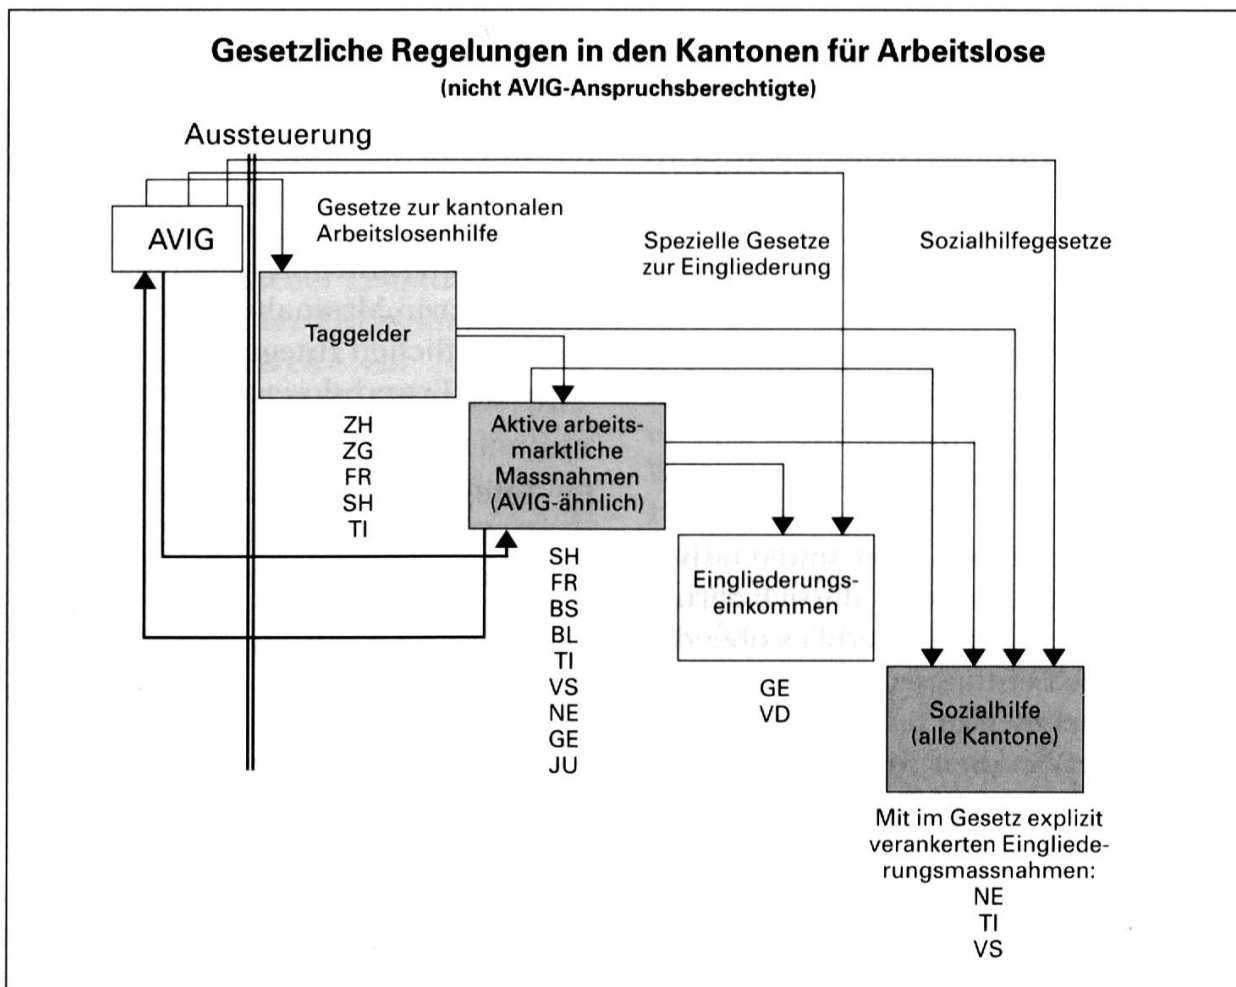 Gesetzliche Regelungen in den Kantonen für Arbeitslose
(nicht AVIG-Anspruchsberechtigte)
Aussteuerung
AVIG
Gesetze zur kantonalen
Arbeitslosenhilfe
Spezielle Gesetze
zur Eingliederung
Sozialhilfegesetze
Taggelder
ZH
ZG
FR
SH
TI
Aktive arbeits-
marktliche
Massnahmen
(AVIG-ähnlich)
SH
FR
BS
BL
TI
VS
NE
GE
JU
Eingliederungs-
einkommen
GE
VD
Sozialhilfe
(alle Kantone)
Mit im Gesetz explizit
verankerten Eingliede-
rungsmassnahmen:
NE
TI
VS